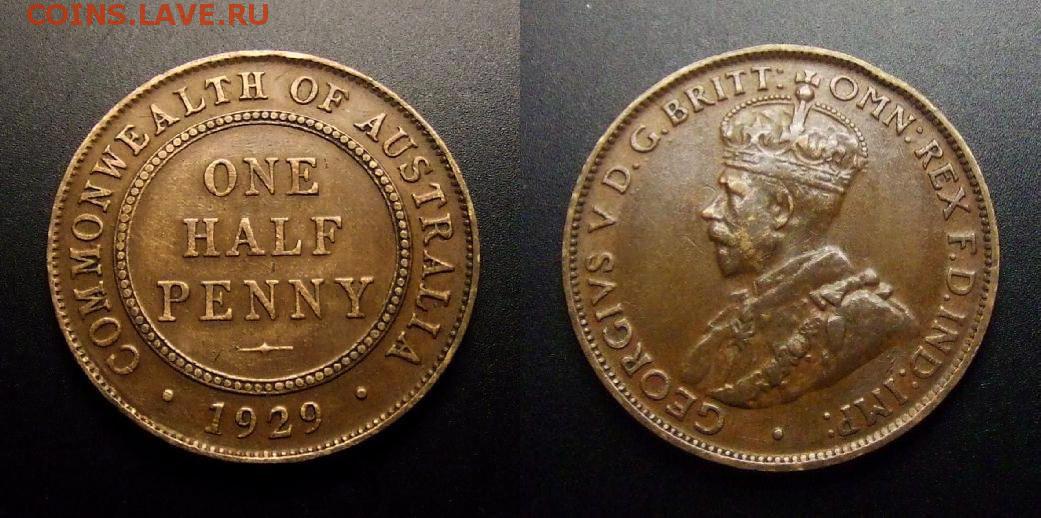 COINS.LAVE.RU
COMMONWEALTH OF AUSTRALIA
ONE
HALF
PENNY
· 1929 ·
GEORGIVS V D.G.BRITT: OMN: REX F.D.IND:IMP: